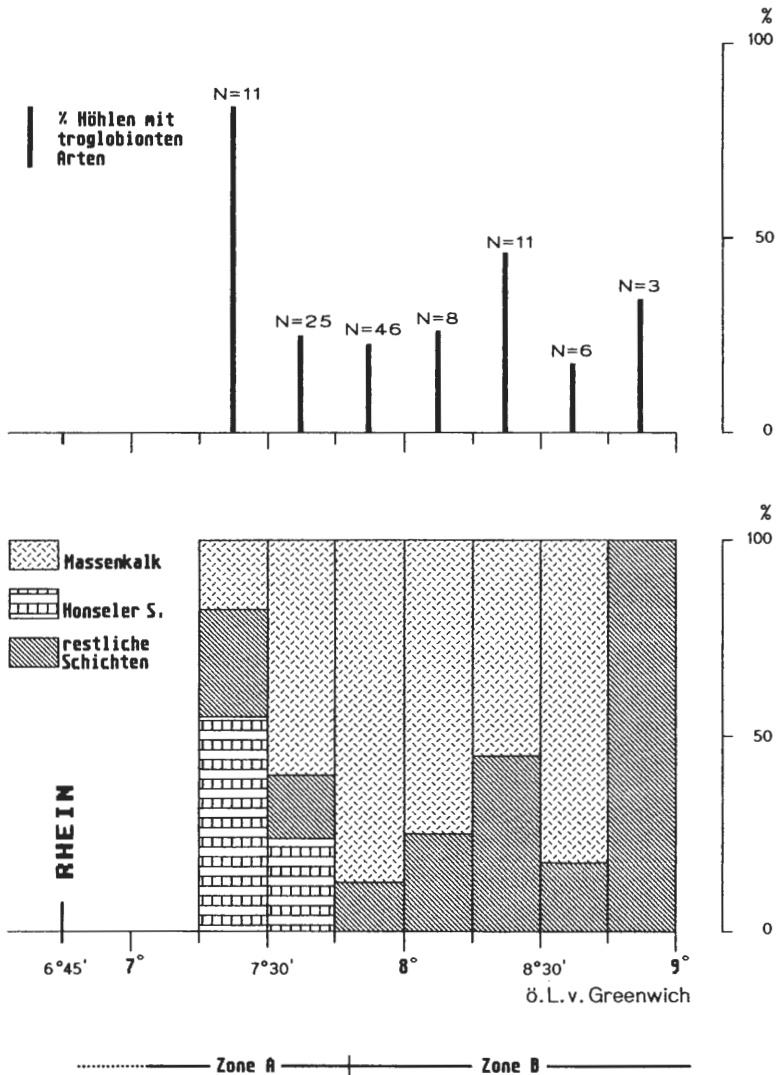 %
100
N=11
% Höhlen mit
troglobionten
Arten
50
N=11
N=3
N=25
N=46
N=8
N=6
0
%
100
Massenkalk
Honseler S.
restliche
Schichten
50
RHEIN
0
6°45' 7° 7°30' 8° 8°30' 9°
ö.L.v. Greenwich
Zone A Zone B